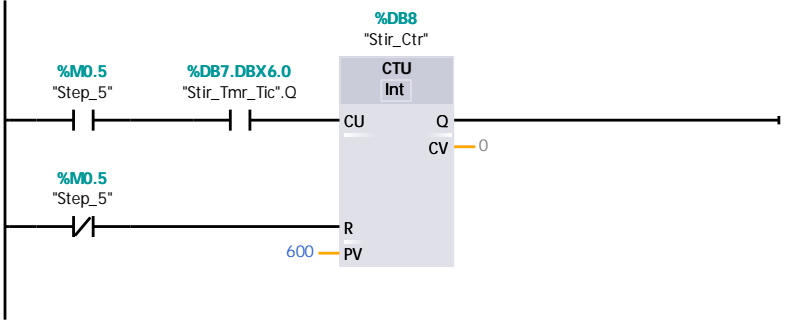 %DB8
"Stir_Ctr"
%M0.5
"Step_5"
%DB7.DBX6.0
"Stir_Tmr_Tic".Q
CTU
Int
CU
Q
CV
0
%M0.5
"Step_5"
R
600
PV